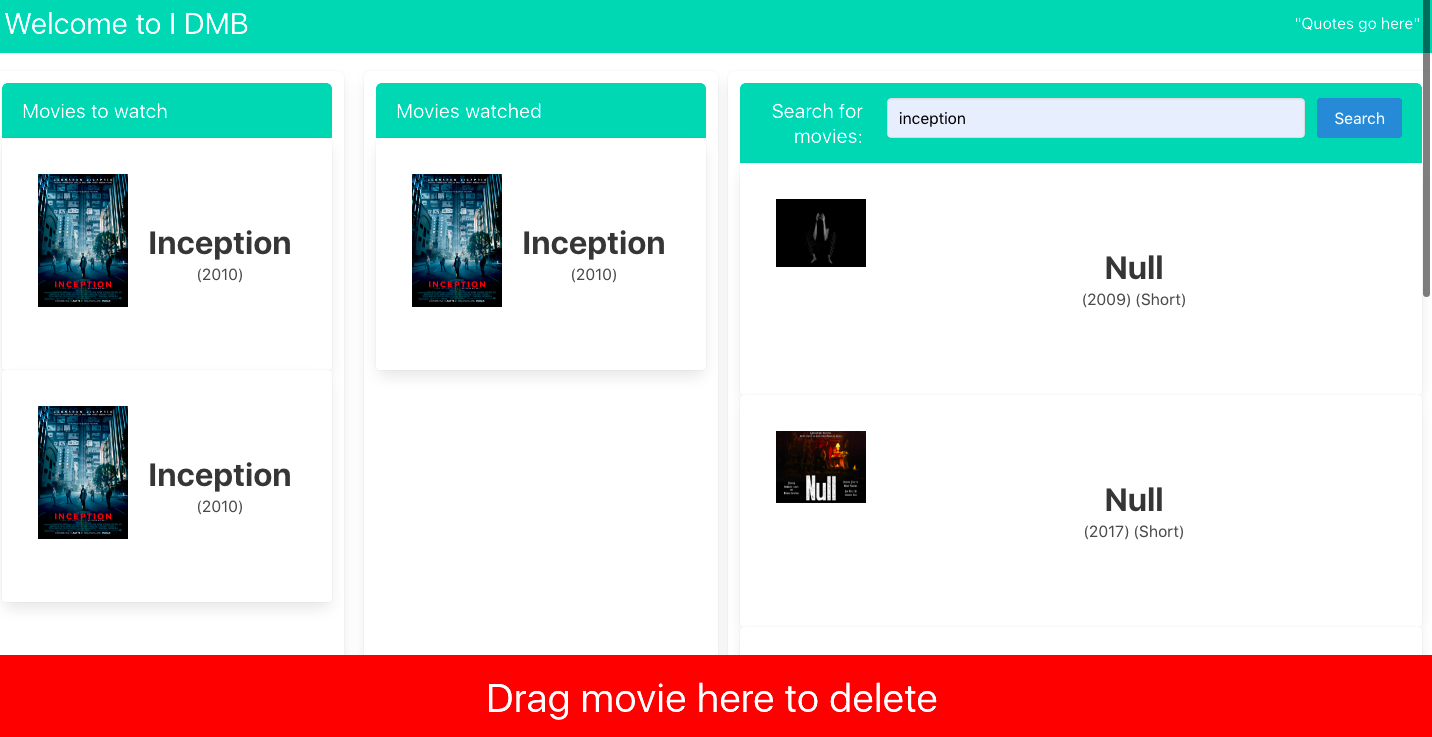 Welcome to I DMB
"Quotes go here"
Movies to watch
INCEPTION
Inception
(2010)
INCEPTION
Inception
(2010)
Movies watched
INCEPTION
Inception
(2010)
Search for
movies:
inception
Search
Null
(2009) (Short)
Null
Null
(2017) (Short)
Drag movie here to delete